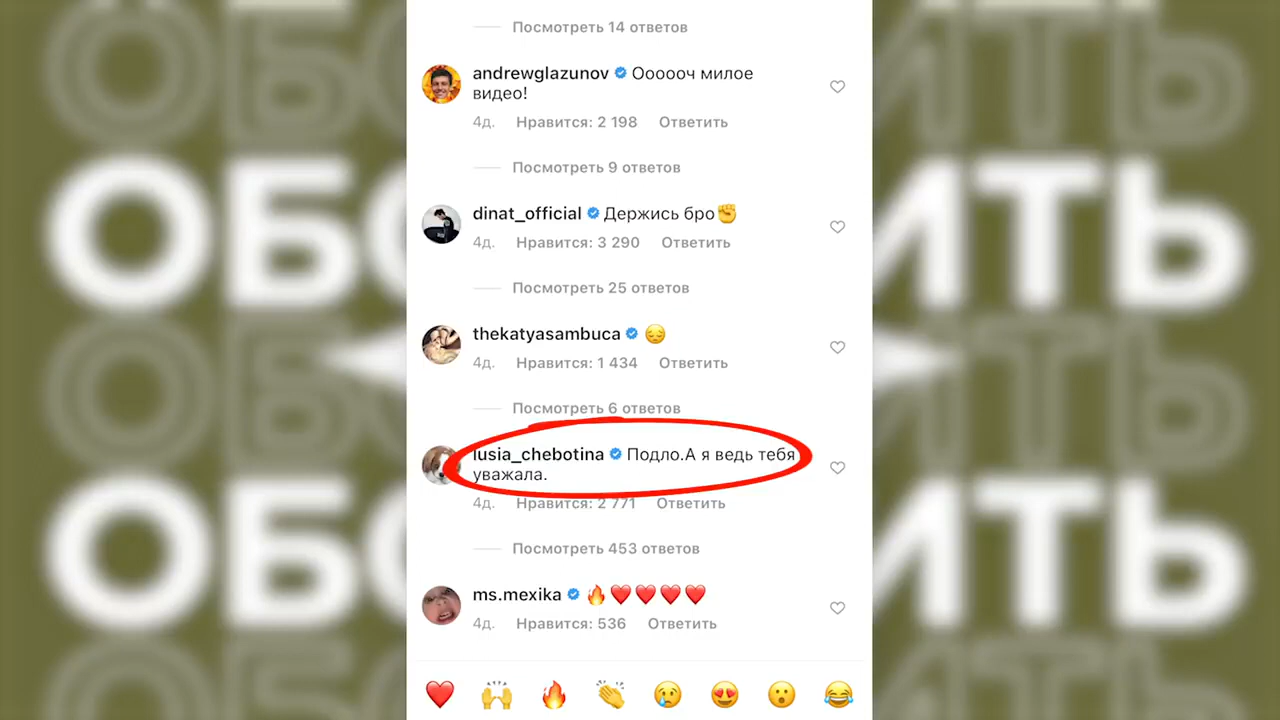 Посмотреть 14 ответов
andrewglazunov Оооооч милое
видео!
4д. Нравится: 2 198 Ответить
Посмотреть 9 ответов
dinat_official Держись бро
4д. Нравится: 3 290 Ответить
Посмотреть 25 ответов
thekatyasambuca
4д. Нравится: 1 434 Ответить
Посмотреть 6 ответов
lusia_chebotina Подло.А я ведь тебя
уважала.
4д. Нравится: 2 771 Ответить
Посмотреть 453 ответов
ms.mexika
4д. Нравится: 536 Ответить